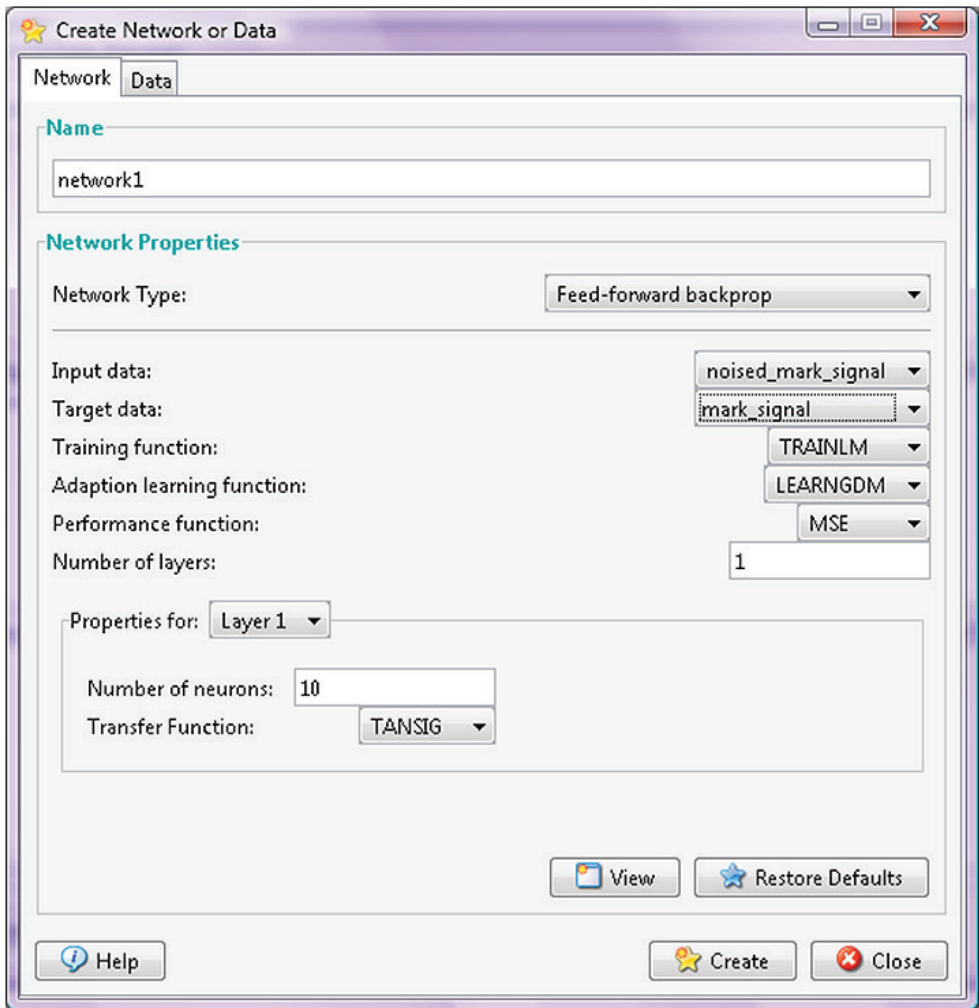 Create Network or Data
Network Data
Name
network1
Network Properties
Network Type: Feed-forward backprop
Input data: noised_mark_signal
Target data: mark_signal
Training function: TRAINLM
Adaption learning function: LEARNGDM
Performance function: MSE
Number of layers: 1
Properties for: Layer 1
Number of neurons: 10
Transfer Function: TANSIG
View Restore Defaults
Help Create Close